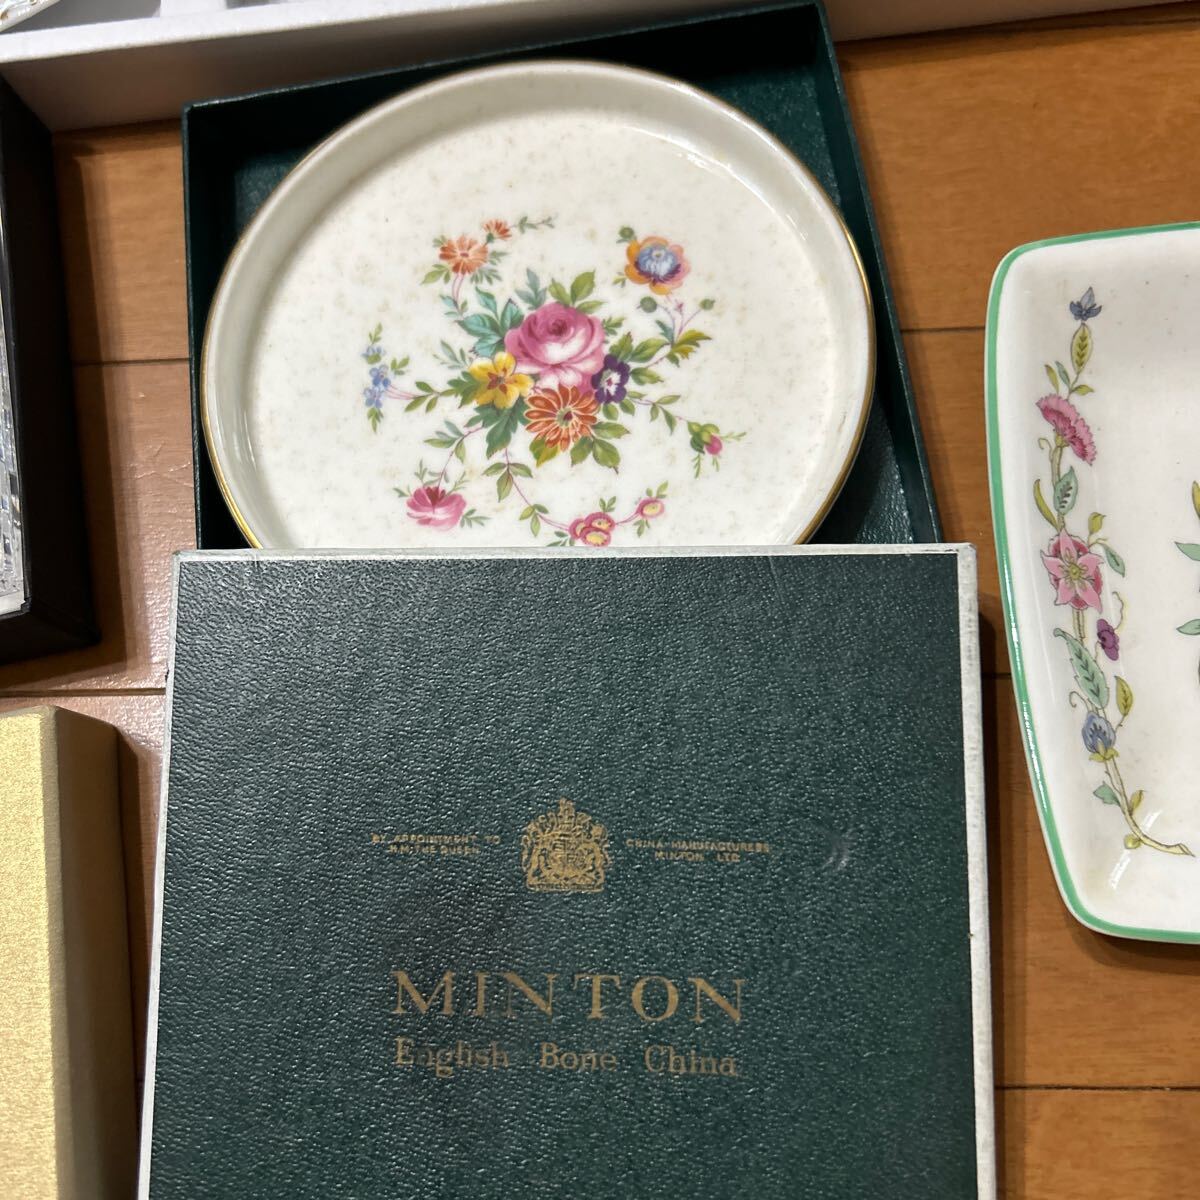 BY APPOINTMENT TO
H.M. THE QUEEN
CHINA MANUFACTURERS
MINTON LTD.
MINTON
English Bone China